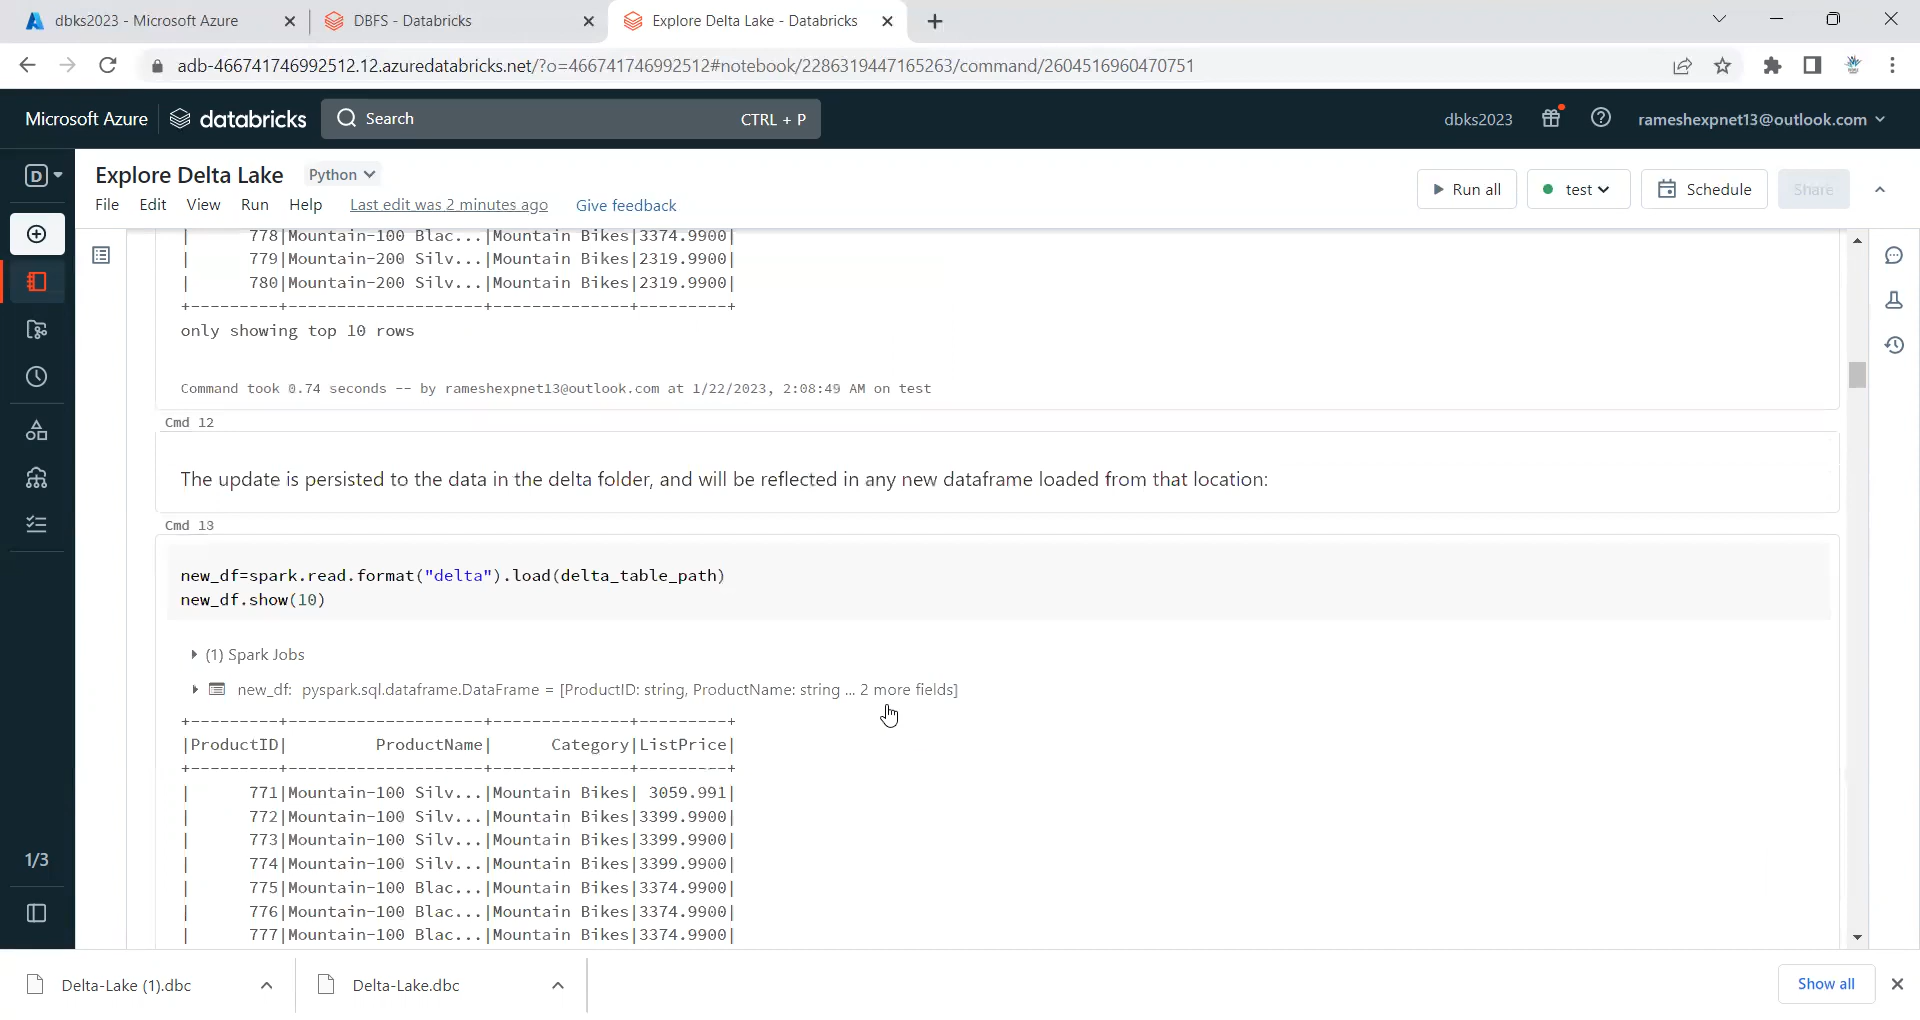 dbks2023 - Microsoft Azure
DBFS - Databricks
Explore Delta Lake - Databricks
adb-466741746992512.12.azuredatabricks.net/?o=466741746992512#notebook/2286319447165263/command/2604516960470751
Microsoft Azure
databricks
Search
CTRL + P
dbks2023
rameshexpnet13@outlook.com
D
Explore Delta Lake
Python
Run all
test
Schedule
Share
File Edit View Run Help Last edit was 2 minutes ago Give feedback
| 778|Mountain-100 Blac...|Mountain Bikes|3374.9900|
| 779|Mountain-200 Silv...|Mountain Bikes|2319.9900|
| 780|Mountain-200 Silv...|Mountain Bikes|2319.9900|
+---------+--------------------+--------------+---------+
only showing top 10 rows
Command took 0.74 seconds -- by rameshexpnet13@outlook.com at 1/22/2023, 2:08:49 AM on test
Cmd 12
The update is persisted to the data in the delta folder, and will be reflected in any new dataframe loaded from that location:
Cmd 13
new_df=spark.read.format("delta").load(delta_table_path)
new_df.show(10)
(1) Spark Jobs
new_df: pyspark.sql.dataframe.DataFrame = [ProductID: string, ProductName: string ... 2 more fields]
+---------+--------------------+--------------+---------+
|ProductID| ProductName| Category|ListPrice|
+---------+--------------------+--------------+---------+
| 771|Mountain-100 Silv...|Mountain Bikes| 3059.991|
| 772|Mountain-100 Silv...|Mountain Bikes|3399.9900|
| 773|Mountain-100 Silv...|Mountain Bikes|3399.9900|
| 774|Mountain-100 Silv...|Mountain Bikes|3399.9900|
| 775|Mountain-100 Blac...|Mountain Bikes|3374.9900|
| 776|Mountain-100 Blac...|Mountain Bikes|3374.9900|
| 777|Mountain-100 Blac...|Mountain Bikes|3374.9900|
1/3
Delta-Lake (1).dbc
Delta-Lake.dbc
Show all